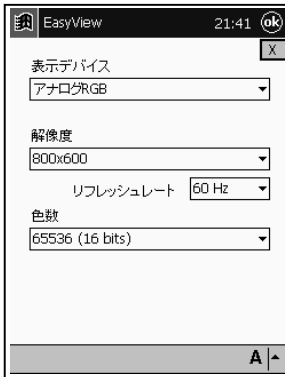 EasyView 21:41 ok
X
表示デバイス
アナログRGB
解像度
800x600
リフレッシュレート 60 Hz
色数
65536 (16 bits)
A